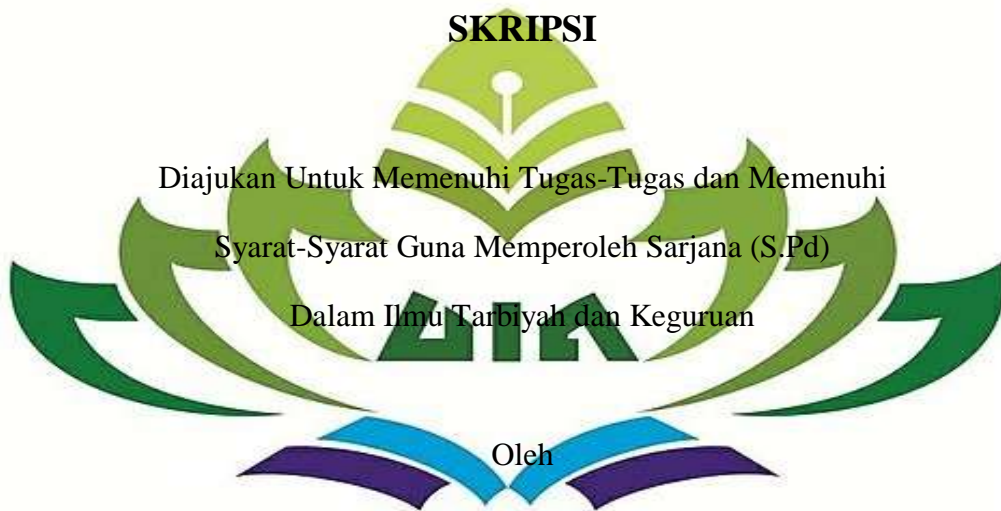 SKRIPSI
Diajukan Untuk Memenuhi Tugas-Tugas dan Memenuhi
Syarat-Syarat Guna Memperoleh Sarjana (S.Pd)
Dalam Ilmu Tarbiyah dan Keguruan
UIN
Oleh